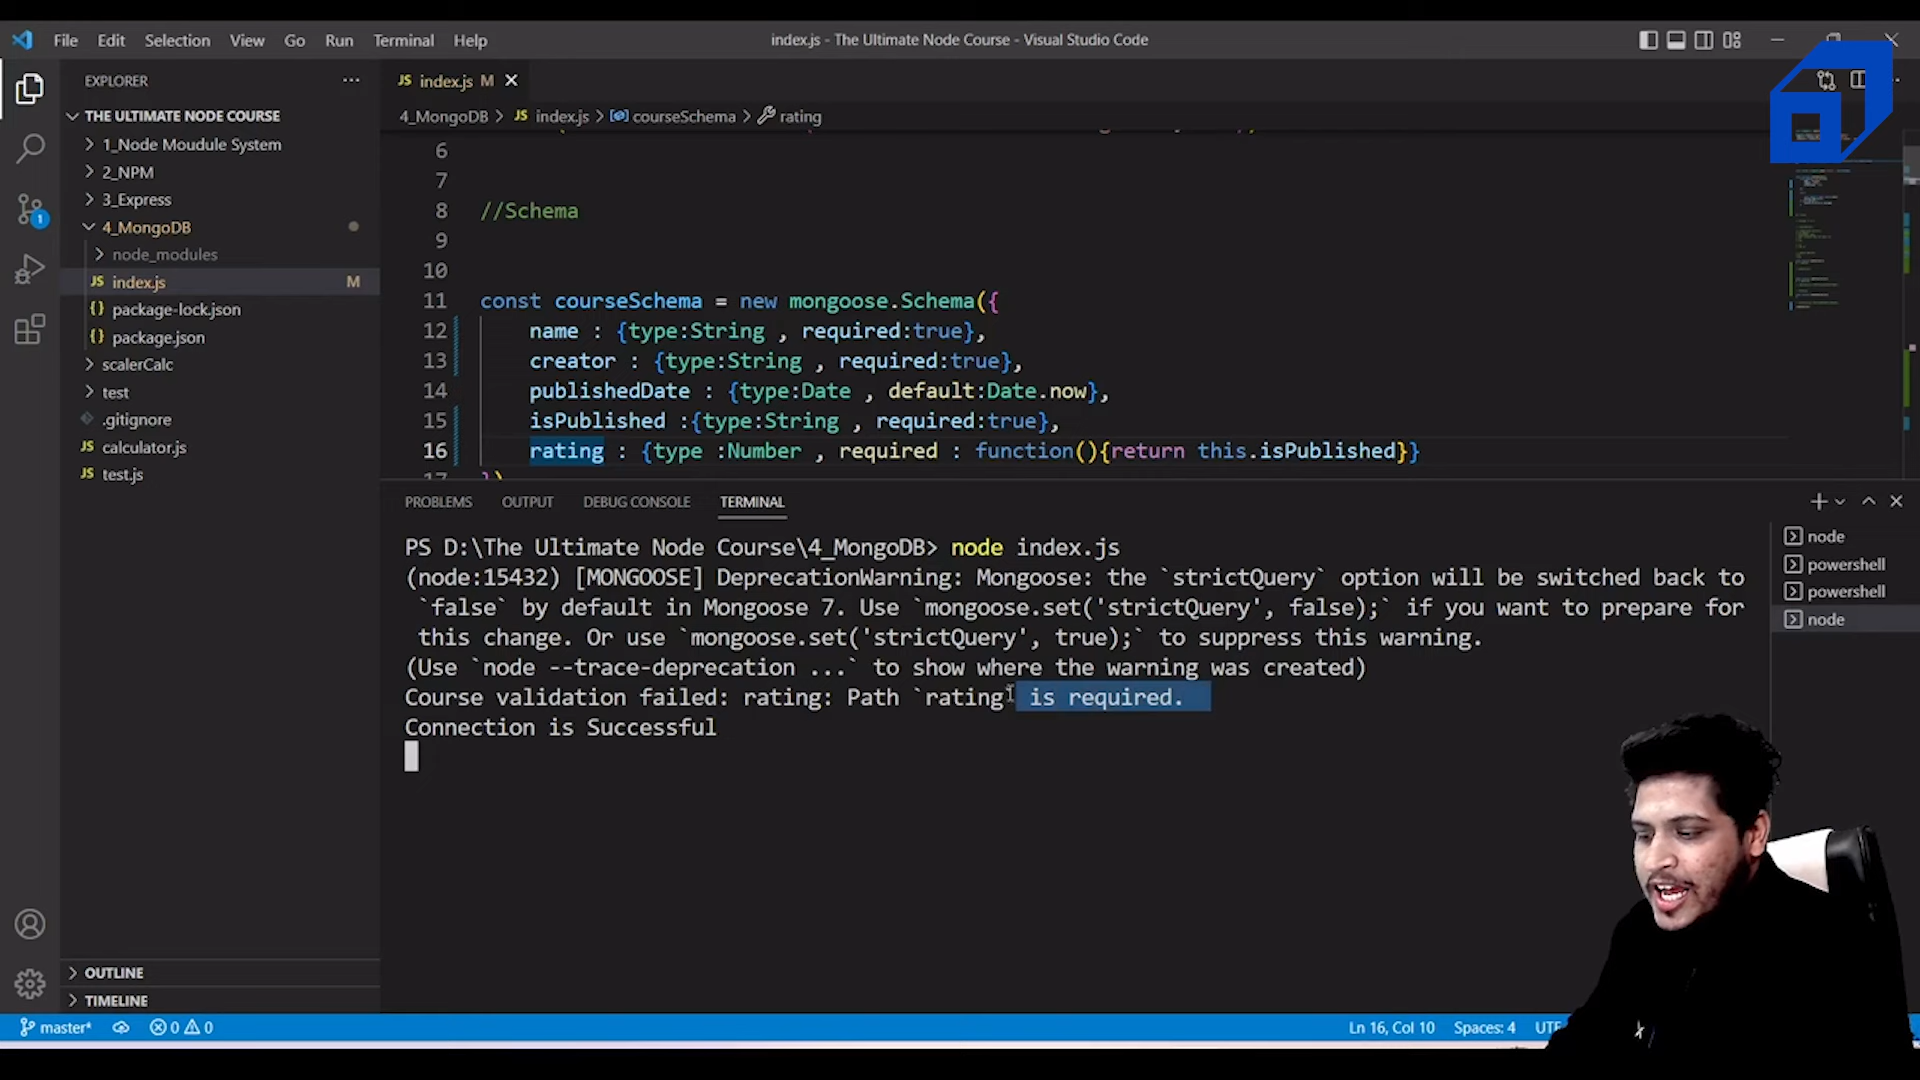 File Edit Selection View Go Run Terminal Help
index.js - The Ultimate Node Course - Visual Studio Code
EXPLORER
THE ULTIMATE NODE COURSE
1_Node Moudule System
2_NPM
3_Express
4_MongoDB
node_modules
JS index.js M
{} package-lock.json
{} package.json
scalerCalc
test
.gitignore
JS calculator.js
JS test.js
OUTLINE
TIMELINE
JS index.js M
4_MongoDB > JS index.js > courseSchema > rating
6
7
8 //Schema
9
10
11 const courseSchema = new mongoose.Schema({
12 name : {type:String , required:true},
13 creator : {type:String , required:true},
14 publishedDate : {type:Date , default:Date.now},
15 isPublished :{type:String , required:true},
16 rating : {type :Number , required : function(){return this.isPublished}}
17 })
PROBLEMS OUTPUT DEBUG CONSOLE TERMINAL
PS D:\The Ultimate Node Course\4_MongoDB> node index.js
(node:15432) [MONGOOSE] DeprecationWarning: Mongoose: the `strictQuery` option will be switched back to
`false` by default in Mongoose 7. Use `mongoose.set('strictQuery', false);` if you want to prepare for
this change. Or use `mongoose.set('strictQuery', true);` to suppress this warning.
(Use `node --trace-deprecation ...` to show where the warning was created)
Course validation failed: rating: Path `rating` is required.
Connection is Successful
node
powershell
powershell
node
1
master* 0 0
Ln 16, Col 10 Spaces: 4